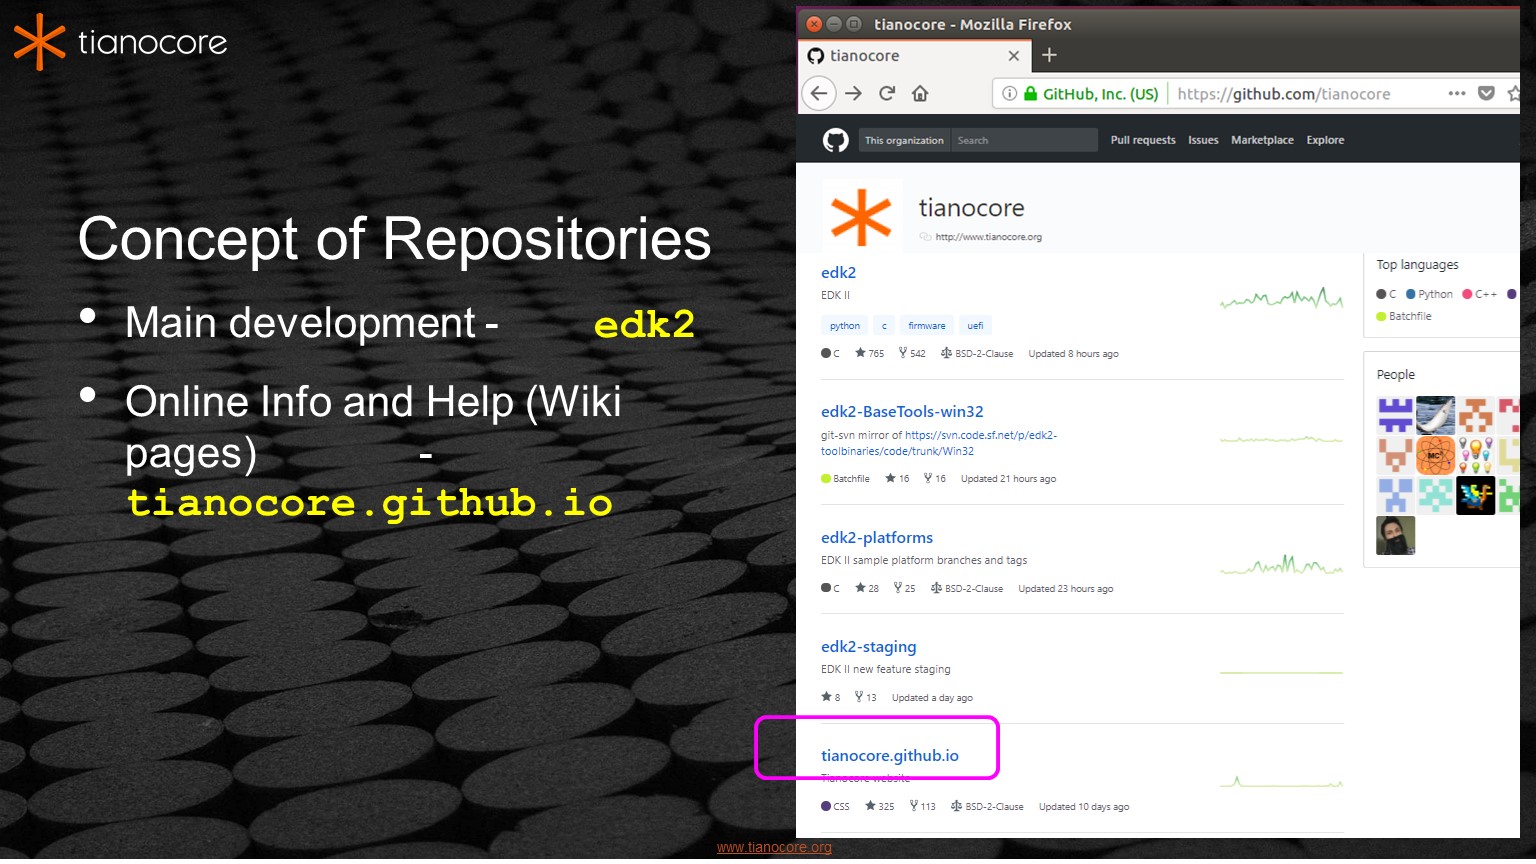 tianocore
Concept of Repositories
• Main development - edk2
• Online Info and Help (Wiki
pages) -
tianocore.github.io
tianocore - Mozilla Firefox
tianocore
GitHub, Inc. (US) https://github.com/tianocore
This organization Search Pull requests Issues Marketplace Explore
tianocore
http://www.tianocore.org
edk2
EDK II
python c firmware uefi
C 765 542 BSD-2-Clause Updated 8 hours ago
edk2-BaseTools-win32
git-svn mirror of https://svn.code.sf.net/p/edk2-
toolbinaries/code/trunk/Win32
Batchfile 16 16 Updated 21 hours ago
edk2-platforms
EDK II sample platform branches and tags
C 28 25 BSD-2-Clause Updated 23 hours ago
edk2-staging
EDK II new feature staging
8 13 Updated a day ago
tianocore.github.io
Tianocore website
CSS 325 113 BSD-2-Clause Updated 10 days ago
Top languages
C Python C++
Batchfile
People
MC²
www.tianocore.org